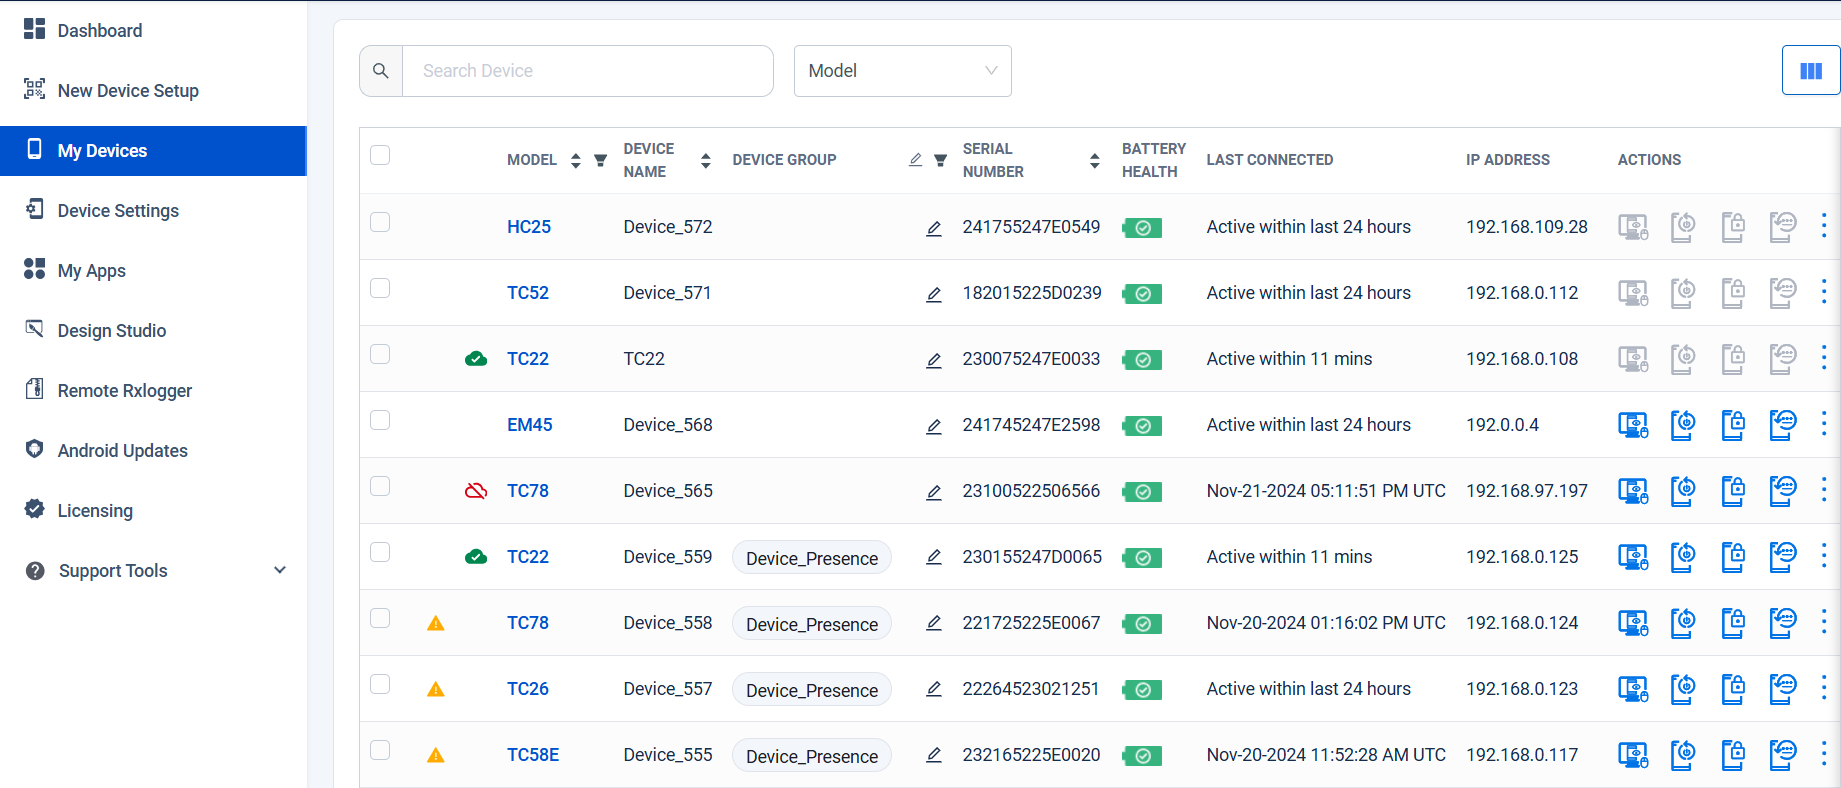 Dashboard
New Device Setup
My Devices
Device Settings
My Apps
Design Studio
Remote Rxlogger
Android Updates
Licensing
Support Tools
Search Device
Model
MODEL DEVICE NAME DEVICE GROUP SERIAL NUMBER BATTERY HEALTH LAST CONNECTED IP ADDRESS ACTIONS
HC25 Device_572 241755247E0549 Active within last 24 hours 192.168.109.28
TC52 Device_571 182015225D0239 Active within last 24 hours 192.168.0.112
TC22 TC22 230075247E0033 Active within 11 mins 192.168.0.108
EM45 Device_568 241745247E2598 Active within last 24 hours 192.0.0.4
TC78 Device_565 23100522506566 Nov-21-2024 05:11:51 PM UTC 192.168.97.197
TC22 Device_559 Device_Presence 230155247D0065 Active within 11 mins 192.168.0.125
TC78 Device_558 Device_Presence 221725225E0067 Nov-20-2024 01:16:02 PM UTC 192.168.0.124
TC26 Device_557 Device_Presence 22264523021251 Active within last 24 hours 192.168.0.123
TC58E Device_555 Device_Presence 232165225E0020 Nov-20-2024 11:52:28 AM UTC 192.168.0.117